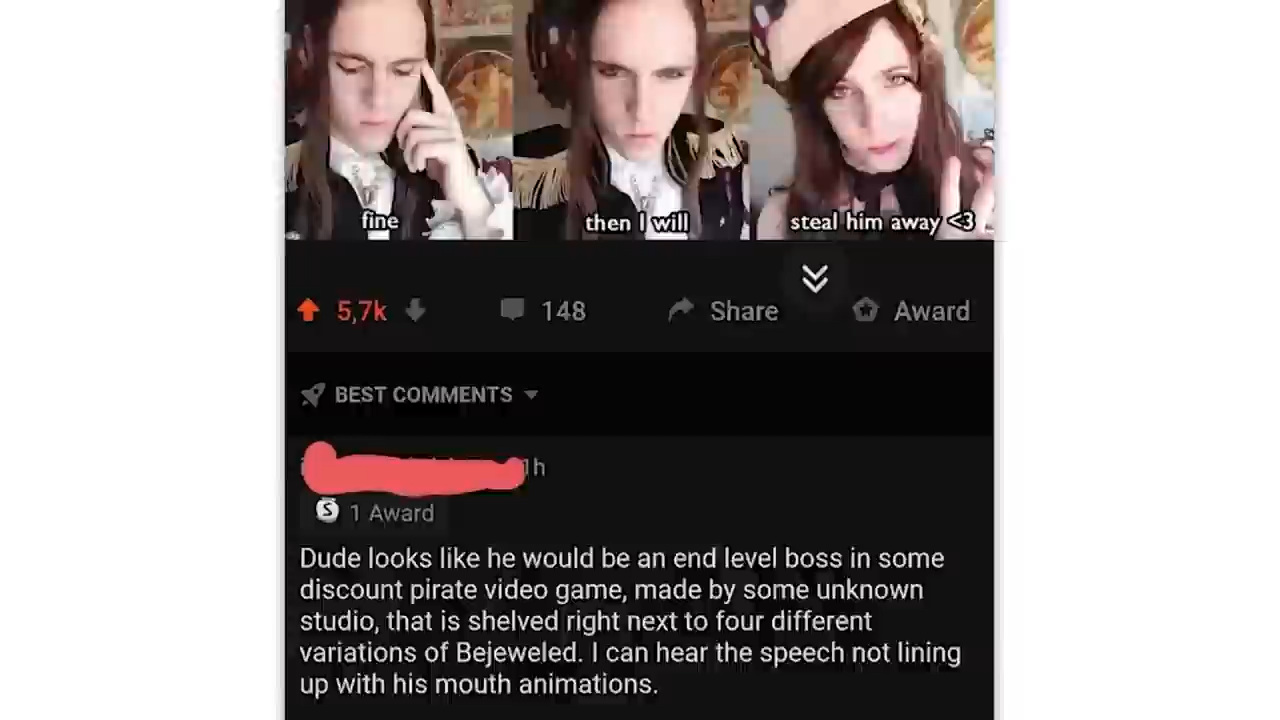 fine
then I will
steal him away <3
5,7k
148
Share
Award
BEST COMMENTS
1h
1 Award
Dude looks like he would be an end level boss in some
discount pirate video game, made by some unknown
studio, that is shelved right next to four different
variations of Bejeweled. I can hear the speech not lining
up with his mouth animations.